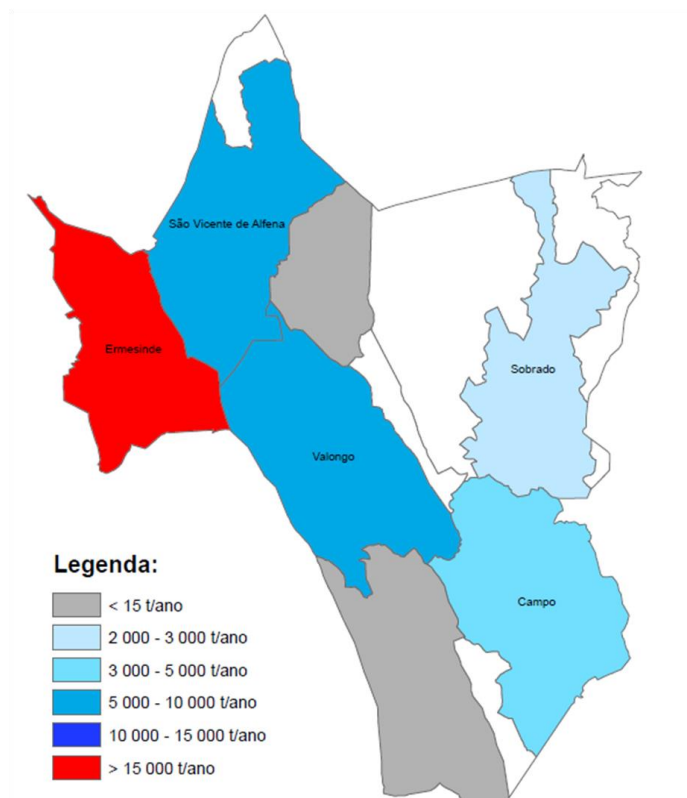 São Vicente de Alfena
Ermesinde
Sobrado
Valongo
Campo
Legenda:
< 15 t/ano
2 000 - 3 000 t/ano
3 000 - 5 000 t/ano
5 000 - 10 000 t/ano
10 000 - 15 000 t/ano
> 15 000 t/ano